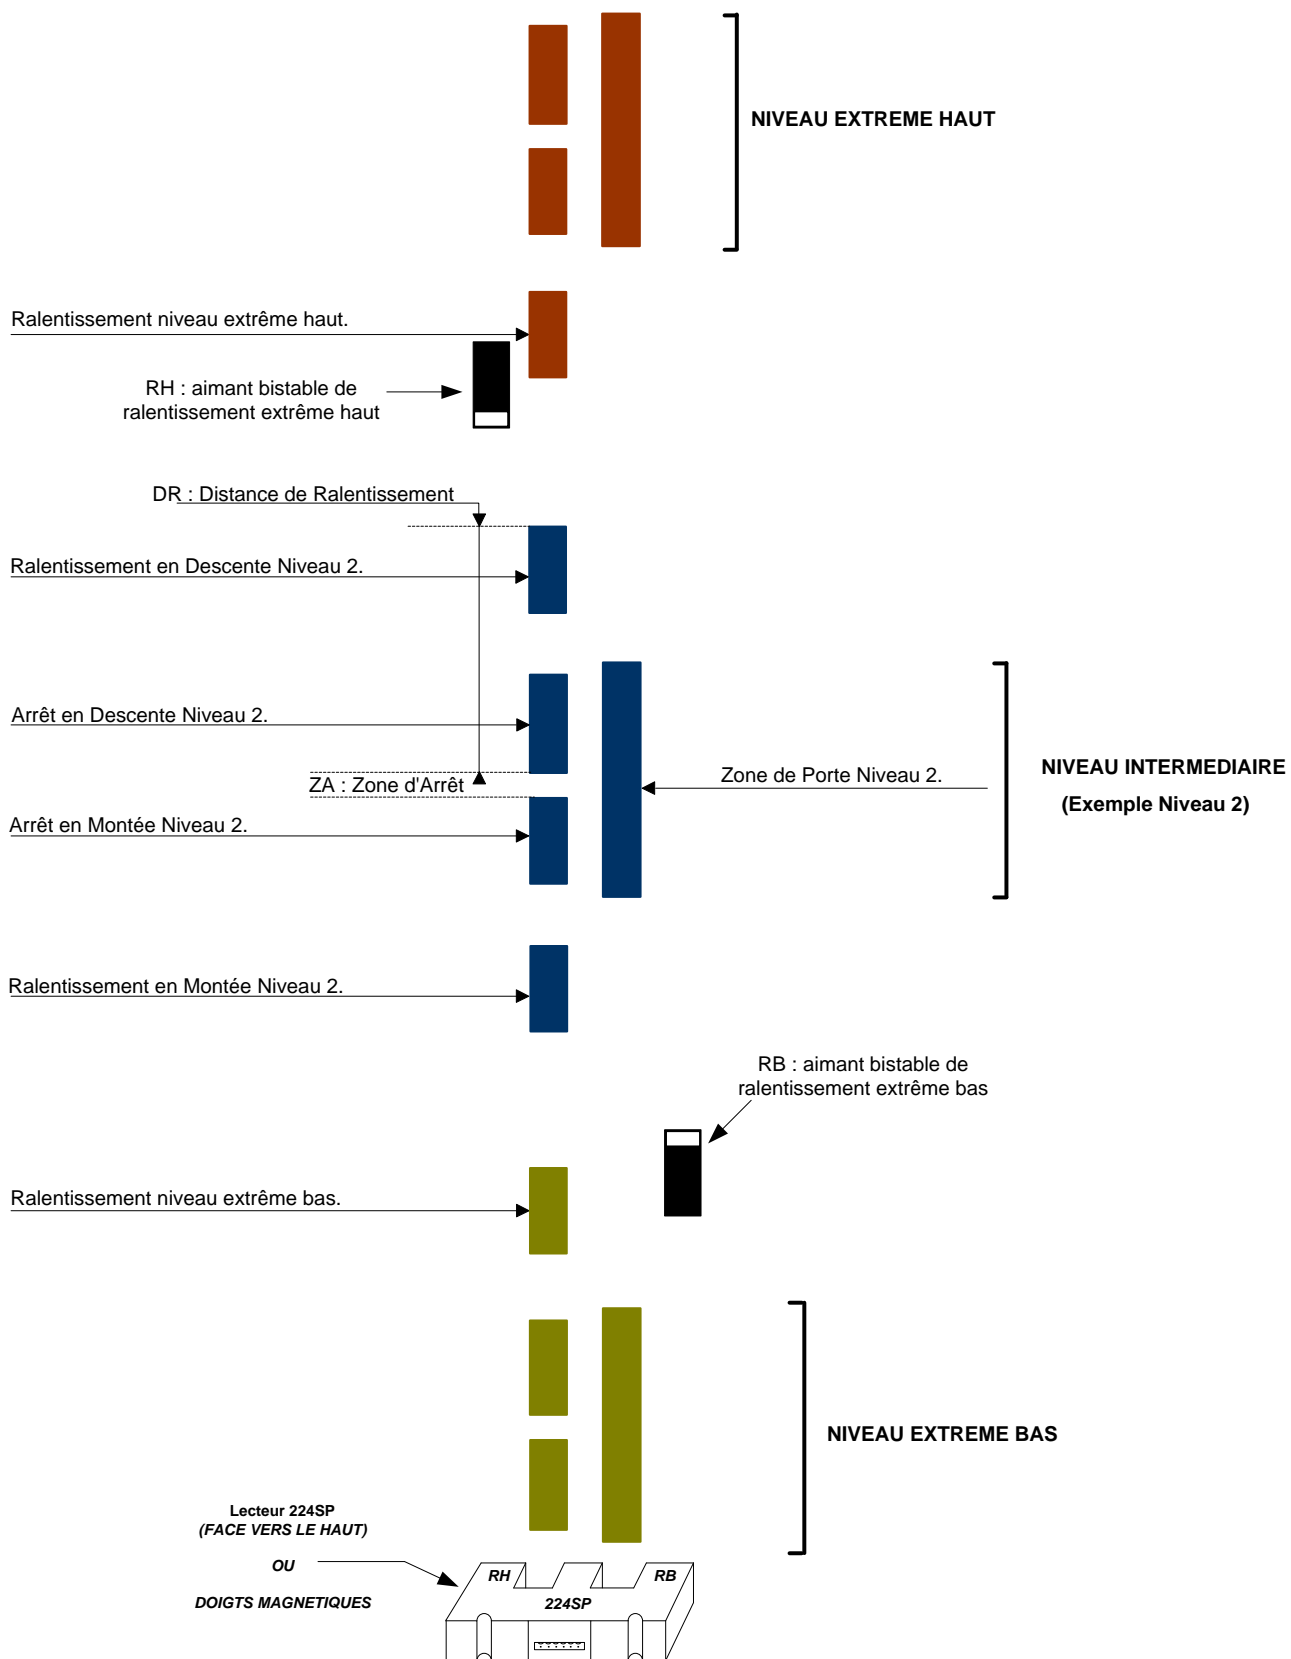 NIVEAU EXTREME HAUT
Ralentissement niveau extrême haut.
RH : aimant bistable de
ralentissement extrême haut
DR : Distance de Ralentissement
Ralentissement en Descente Niveau 2.
Arrêt en Descente Niveau 2.
ZA : Zone d'Arrêt
Zone de Porte Niveau 2.
NIVEAU INTERMEDIAIRE
(Exemple Niveau 2)
Arrêt en Montée Niveau 2.
Ralentissement en Montée Niveau 2.
RB : aimant bistable de
ralentissement extrême bas
Ralentissement niveau extrême bas.
NIVEAU EXTREME BAS
Lecteur 224SP
(FACE VERS LE HAUT)
OU
DOIGTS MAGNETIQUES
RH
RB
224SP